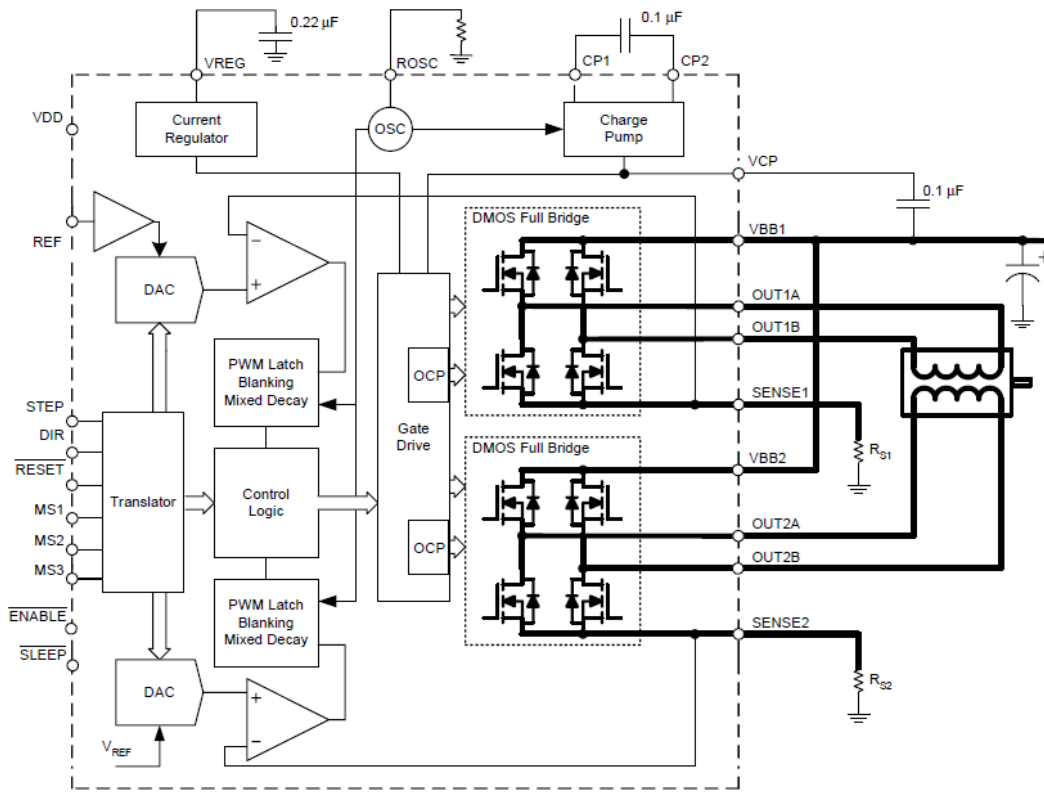 0.22 µF
0.1 µF
VREG
ROSC
CP1
CP2
VDD
Current
Regulator
OSC
Charge
Pump
VCP
0.1 µF
REF
DMOS Full Bridge
VBB1
−
+
+
DAC
OUT1A
OUT1B
PWM Latch
Blanking
Mixed Decay
OCP
SENSE1
STEP
DIR
RESET
MS1
MS2
MS3
Translator
Control
Logic
Gate
Drive
DMOS Full Bridge
RS1
VBB2
OUT2A
OCP
OUT2B
ENABLE
SLEEP
PWM Latch
Blanking
Mixed Decay
SENSE2
DAC
+
−
RS2
VREF